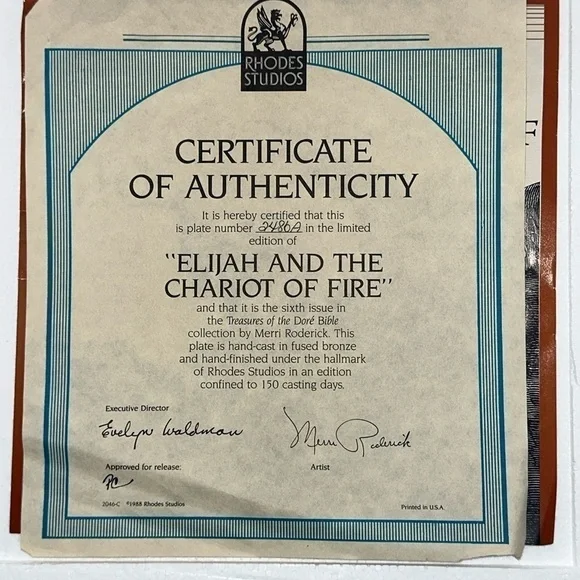 RHODES
STUDIOS
CERTIFICATE
OF AUTHENTICITY
It is hereby certified that this
is plate number 2486A in the limited
edition of
"ELIJAH AND THE
CHARIOT OF FIRE"
and that it is the sixth issue in
the Treasures of the Doré Bible
collection by Merri Roderick. This
plate is hand-cast in fused bronze
and hand-finished under the hallmark
of Rhodes Studios in an edition
confined to 150 casting days.
Executive Director
Evelyn Waldman
Merri Roderick
Approved for release:
Artist
2046-C ©1988 Rhodes Studios
Printed in U.S.A.
F